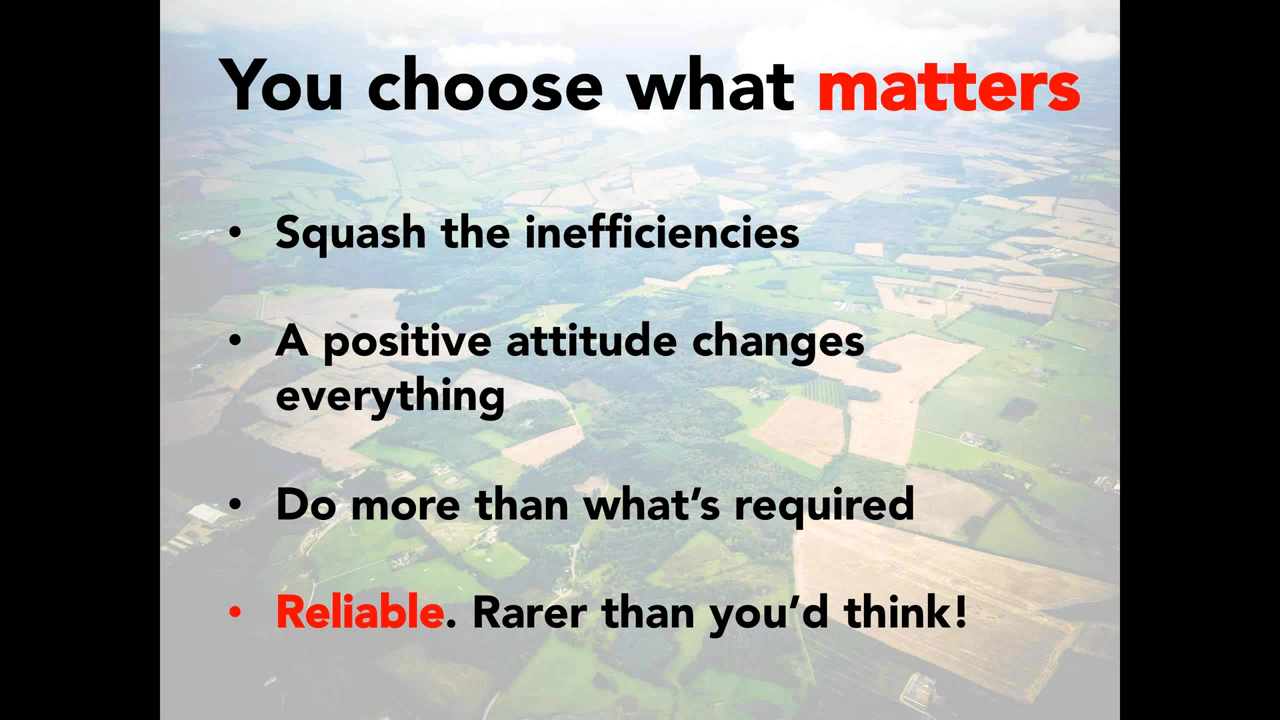 You choose what matters
• Squash the inefficiencies
• A positive attitude changes
everything
• Do more than what’s required
• Reliable. Rarer than you’d think!